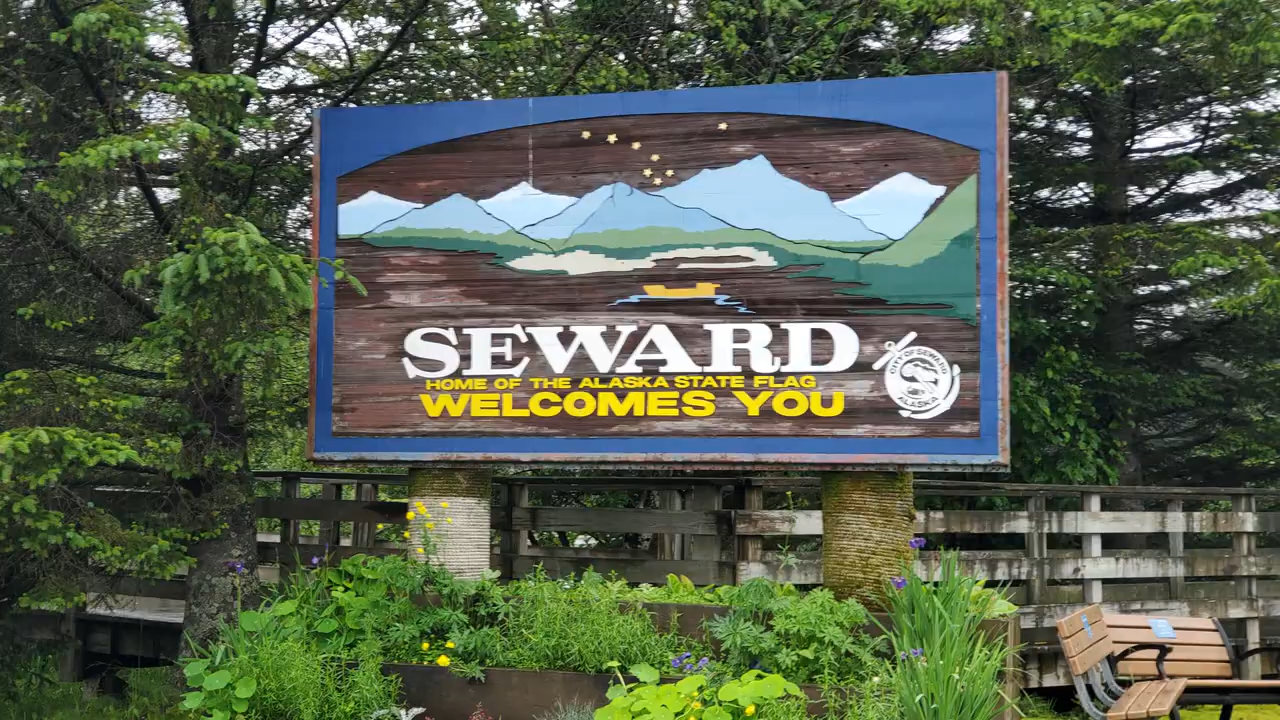 SEWARD
HOME OF THE ALASKA STATE FLAG
WELCOMES YOU
CITY OF SEWARD
ALASKA